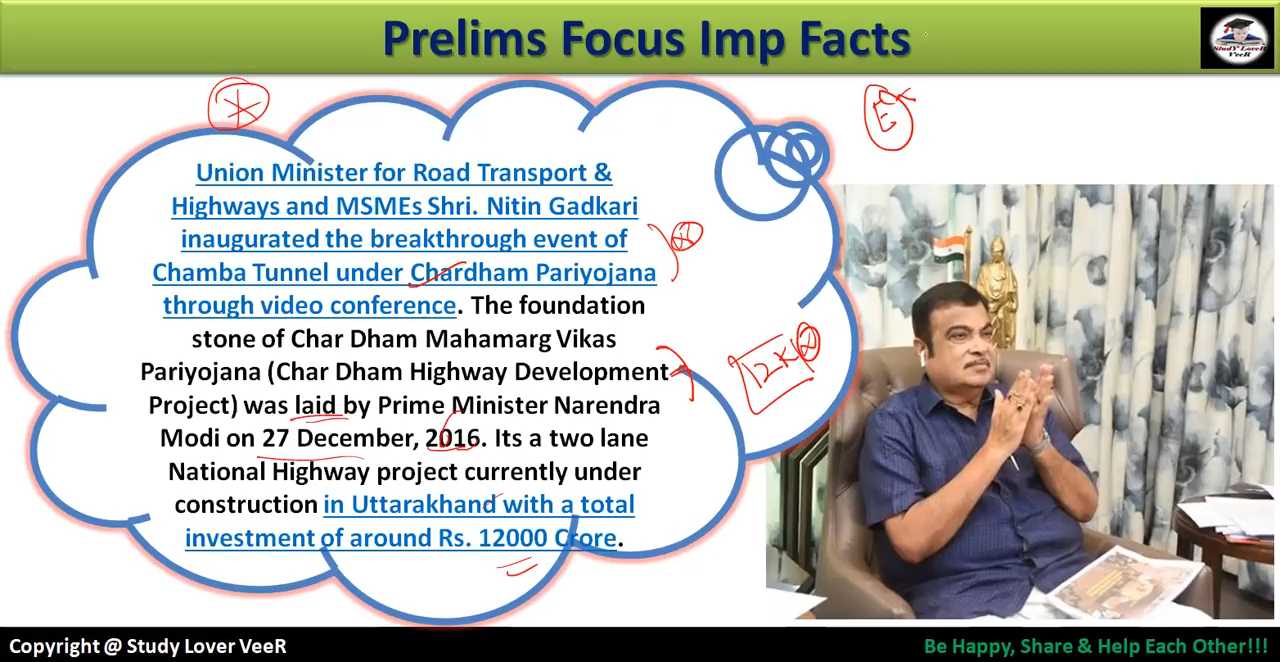 Prelims Focus Imp Facts
StudY LoveR
VeeR
Union Minister for Road Transport &
Highways and MSMEs Shri. Nitin Gadkari
inaugurated the breakthrough event of
Chamba Tunnel under Chardham Pariyojana
through video conference. The foundation
stone of Char Dham Mahamarg Vikas
Pariyojana (Char Dham Highway Development
Project) was laid by Prime Minister Narendra
Modi on 27 December, 2016. Its a two lane
National Highway project currently under
construction in Uttarakhand with a total
investment of around Rs. 12000 Crore.
12K
Copyright @ Study Lover VeeR
Be Happy, Share & Help Each Other!!!